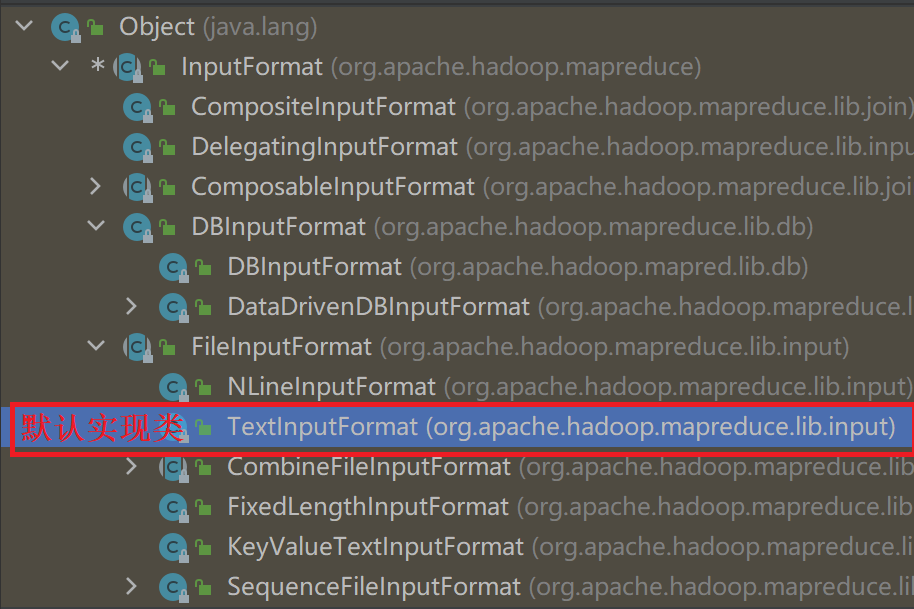 Object (java.lang)
* InputFormat (org.apache.hadoop.mapreduce)
CompositeInputFormat (org.apache.hadoop.mapreduce.lib.join)
DelegatingInputFormat (org.apache.hadoop.mapreduce.lib.inpu
ComposableInputFormat (org.apache.hadoop.mapreduce.lib.joi
DBInputFormat (org.apache.hadoop.mapreduce.lib.db)
DBInputFormat (org.apache.hadoop.mapred.lib.db)
DataDrivenDBInputFormat (org.apache.hadoop.mapreduce.l
FileInputFormat (org.apache.hadoop.mapreduce.lib.input)
NLineInputFormat (org.apache.hadoop.mapreduce.lib.input)
默认实现类 TextInputFormat (org.apache.hadoop.mapreduce.lib.input)
CombineFileInputFormat (org.apache.hadoop.mapreduce.lib
FixedLengthInputFormat (org.apache.hadoop.mapreduce.lib
KeyValueTextInputFormat (org.apache.hadoop.mapreduce.li
SequenceFileInputFormat (org.apache.hadoop.mapreduce.li